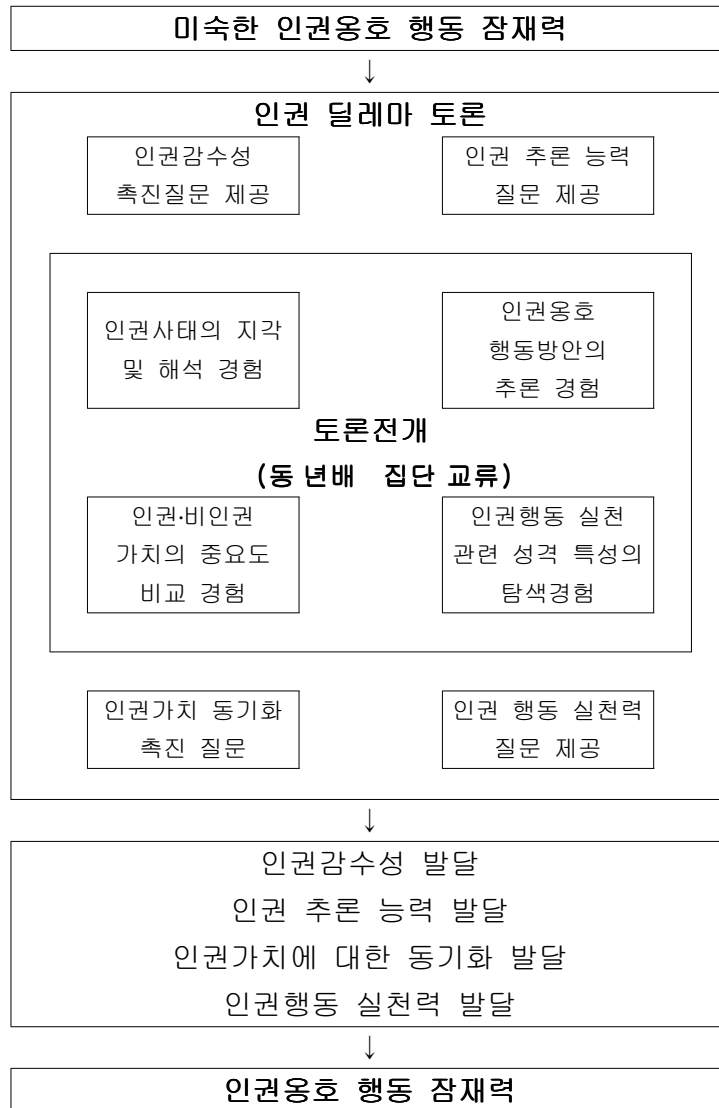 미숙한 인권옹호 행동 잠재력
↓
인권 딜레마 토론
인권감수성
촉진질문 제공
인권 추론 능력
질문 제공
인권사태의 지각
및 해석 경험
인권옹호
행동방안의
추론 경험
토론전개
(동 년배 집단 교류)
인권·비인권
가치의 중요도
비교 경험
인권행동 실천
관련 성격 특성의
탐색경험
인권가치 동기화
촉진 질문
인권 행동 실천력
질문 제공
↓
인권감수성 발달
인권 추론 능력 발달
인권가치에 대한 동기화 발달
인권행동 실천력 발달
↓
인권옹호 행동 잠재력